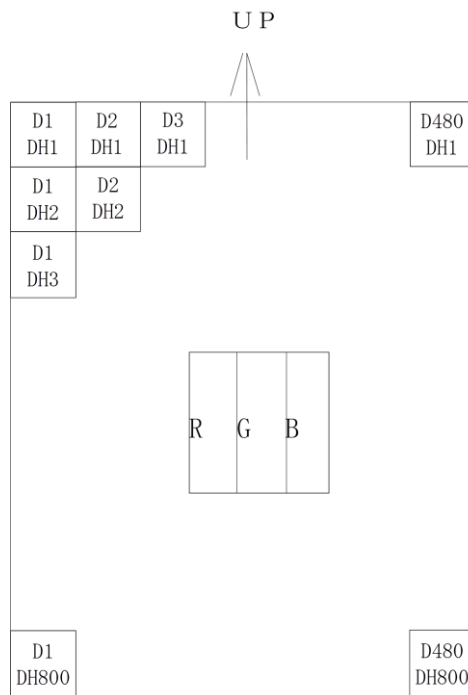 UP
D1 D2 D3 D480
DH1 DH1 DH1 DH1
D1 D2
DH2 DH2
D1
DH3
R G B
D1 D480
DH800 DH800